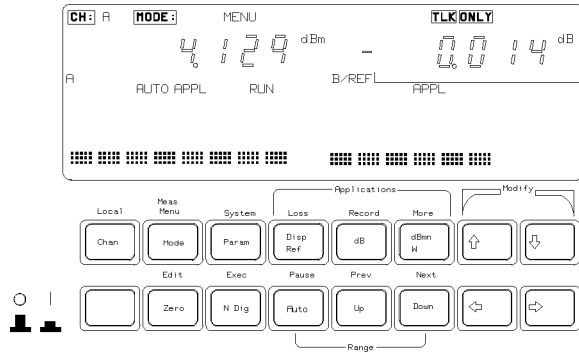 CH: A MODE: MENU TLK ONLY
4.129 dBm - 0.014 dB
A B/REF
AUTO APPL RUN APPL
Applications Modify
Local Meas Menu System Loss Record More
Chan Mode Param Disp Ref dB dBmn W
Edit Exec Pause Prev Next
Zero N Dig Auto Up Down
Range